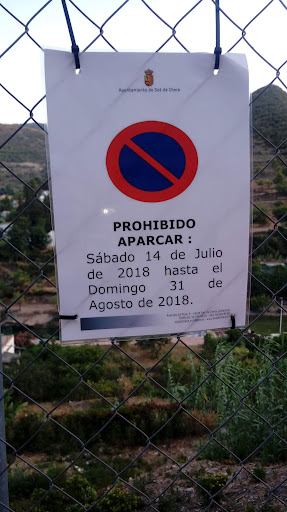 Ayuntamiento de Sot de Chera
PROHIBIDO
APARCAR :
Sábado 14 de Julio
de 2018 hasta el
Domingo 31 de
Agosto de 2018.